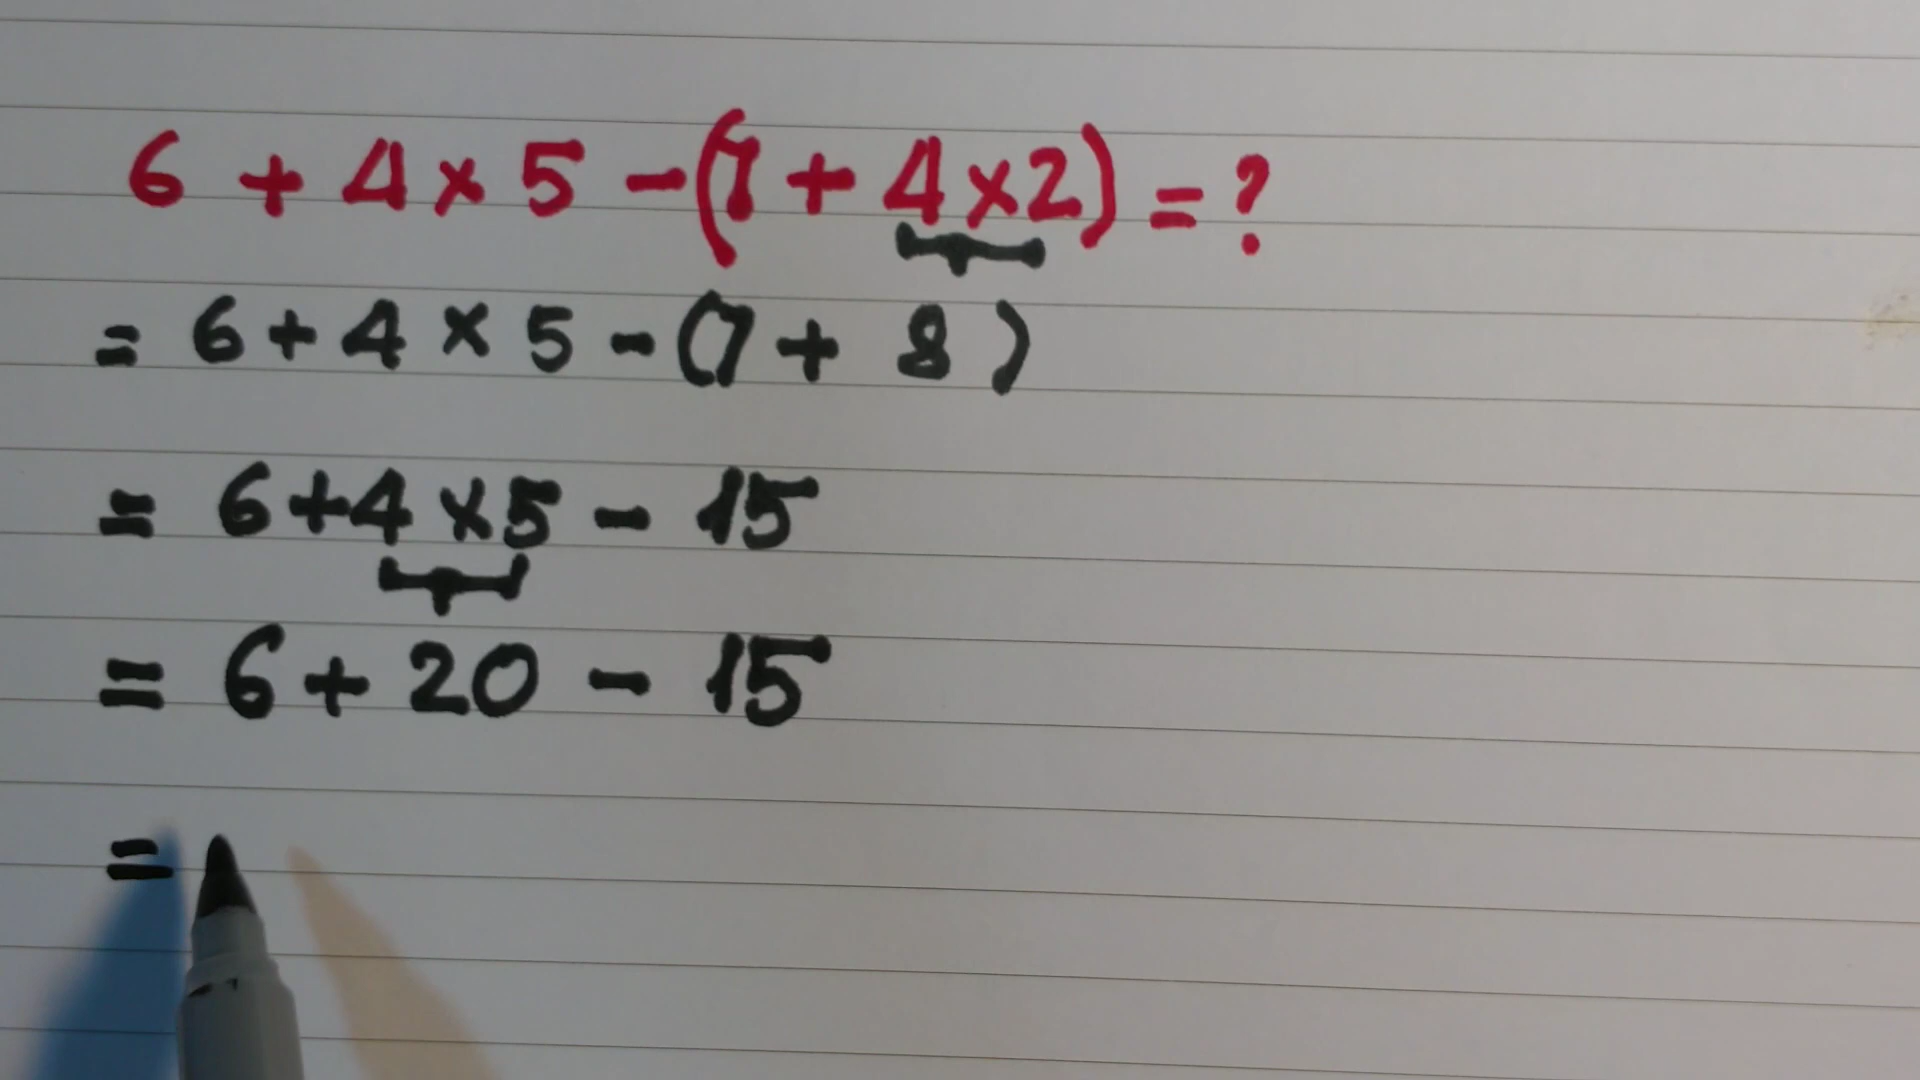 6 + 4 × 5 - (7 + 4 × 2) = ?
= 6 + 4 × 5 - (7 + 8)
= 6 + 4 × 5 - 15
= 6 + 20 - 15
=